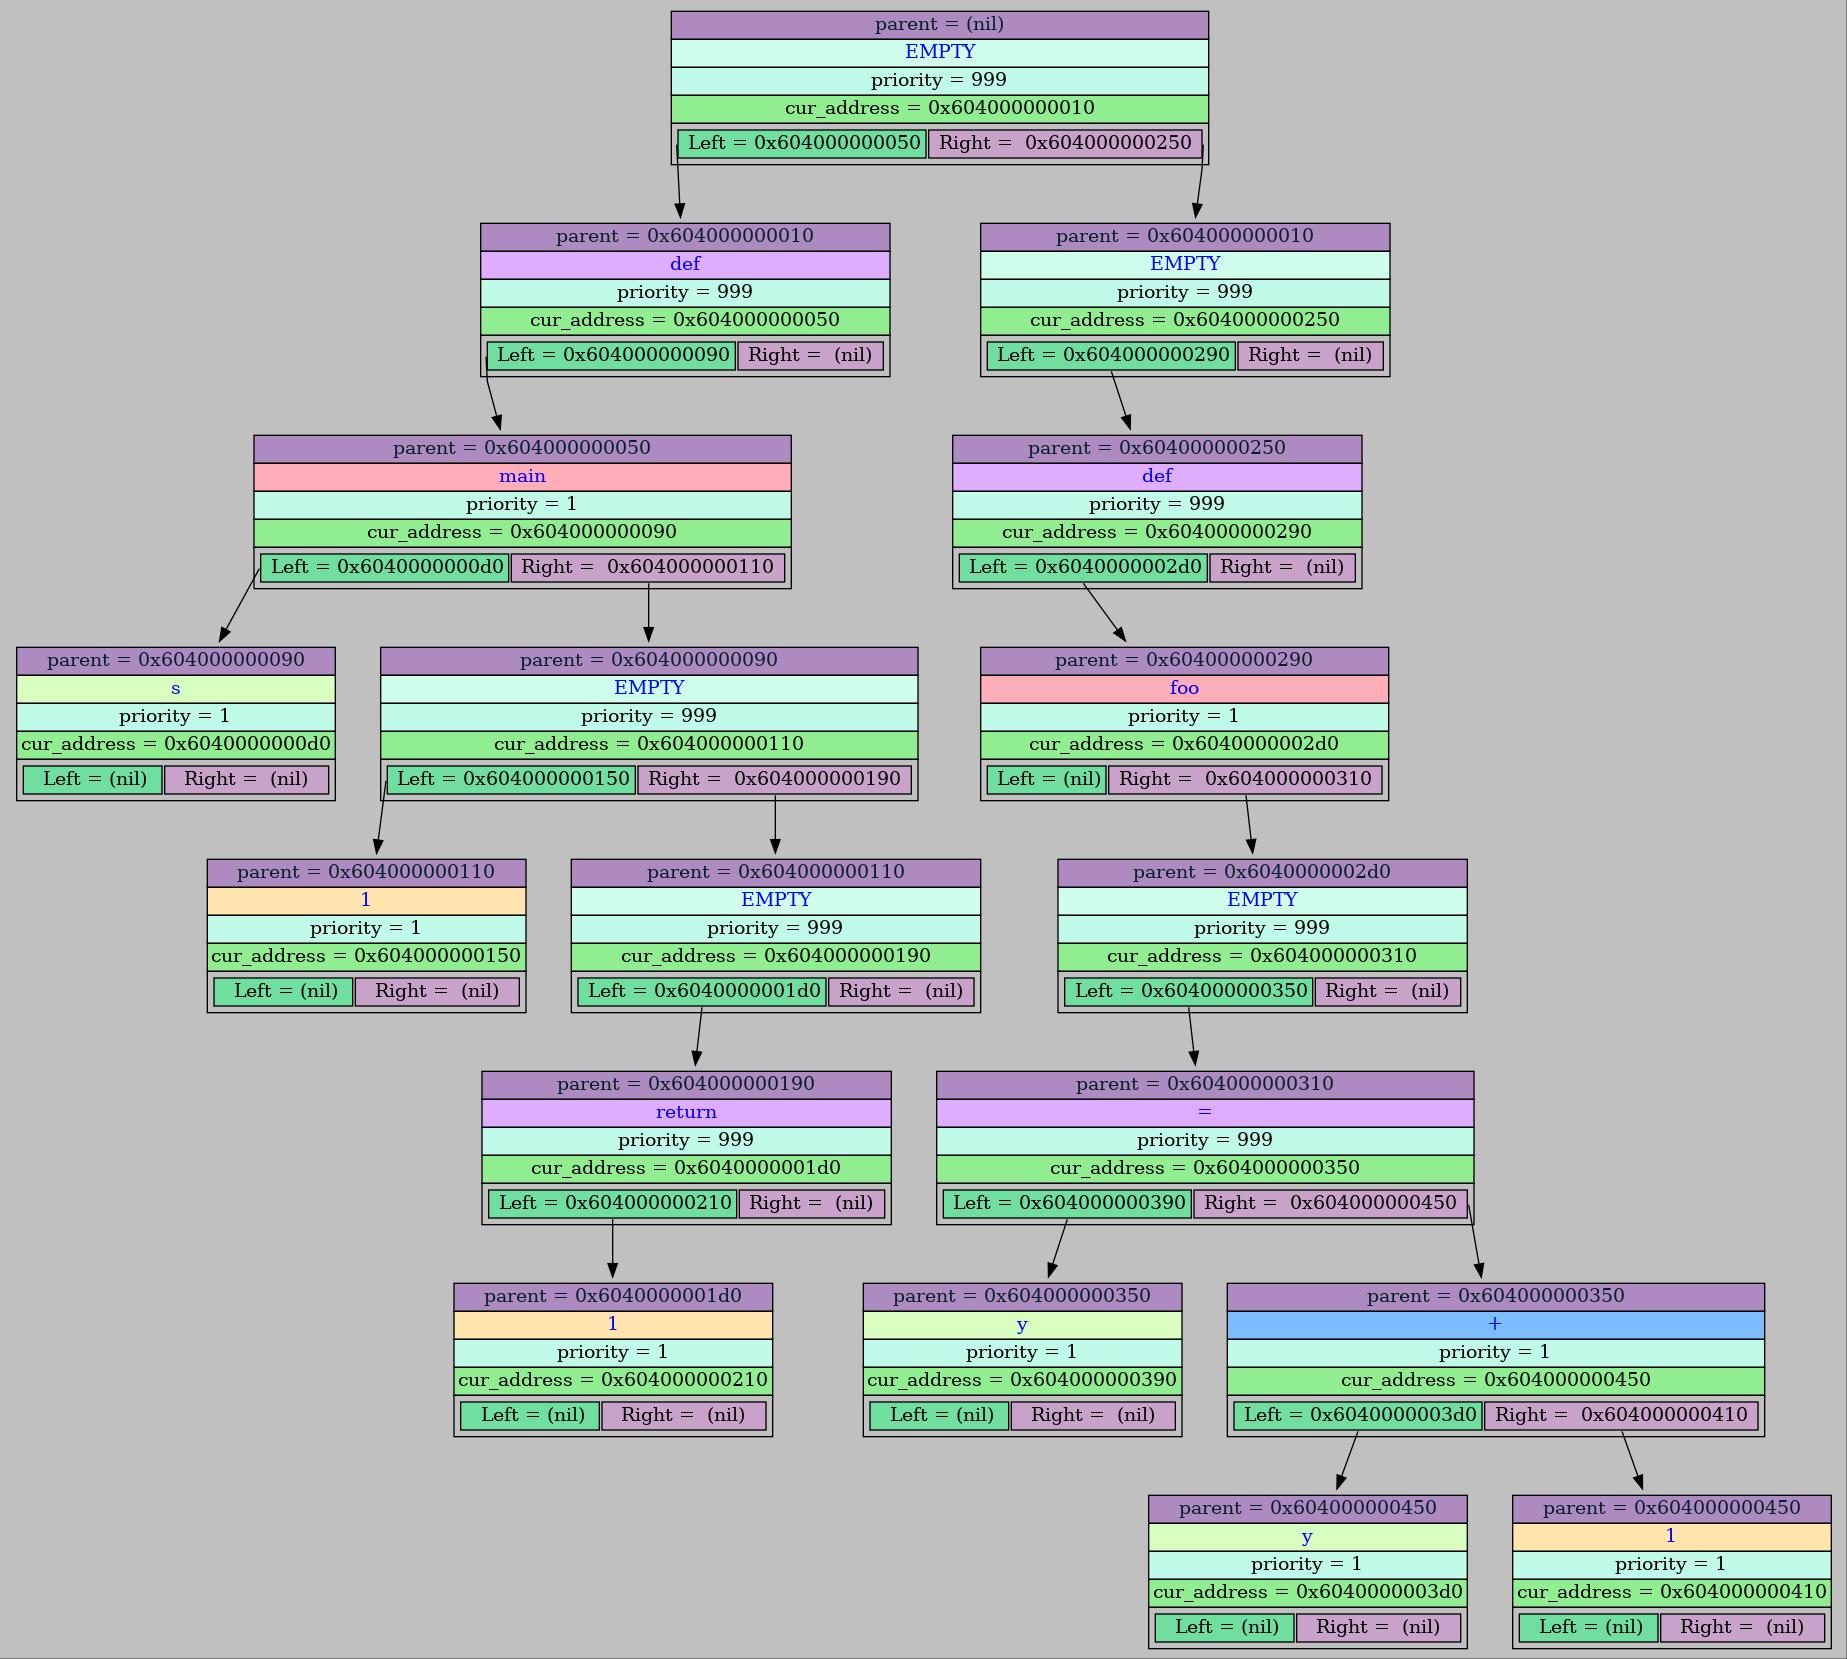 parent = (nil)
EMPTY
priority = 999
cur_address = 0x604000000010
Left = 0x604000000050 Right = 0x604000000250
parent = 0x604000000010
def
priority = 999
cur_address = 0x604000000050
Left = 0x604000000090 Right = (nil)
parent = 0x604000000010
EMPTY
priority = 999
cur_address = 0x604000000250
Left = 0x604000000290 Right = (nil)
parent = 0x604000000050
main
priority = 1
cur_address = 0x604000000090
Left = 0x6040000000d0 Right = 0x604000000110
parent = 0x604000000250
def
priority = 999
cur_address = 0x604000000290
Left = 0x6040000002d0 Right = (nil)
parent = 0x604000000090
s
priority = 1
cur_address = 0x6040000000d0
Left = (nil) Right = (nil)
parent = 0x604000000090
EMPTY
priority = 999
cur_address = 0x604000000110
Left = 0x604000000150 Right = 0x604000000190
parent = 0x604000000290
foo
priority = 1
cur_address = 0x6040000002d0
Left = (nil) Right = 0x604000000310
parent = 0x604000000110
1
priority = 1
cur_address = 0x604000000150
Left = (nil) Right = (nil)
parent = 0x604000000110
EMPTY
priority = 999
cur_address = 0x604000000190
Left = 0x6040000001d0 Right = (nil)
parent = 0x6040000002d0
EMPTY
priority = 999
cur_address = 0x604000000310
Left = 0x604000000350 Right = (nil)
parent = 0x604000000190
return
priority = 999
cur_address = 0x6040000001d0
Left = 0x604000000210 Right = (nil)
parent = 0x604000000310
=
priority = 999
cur_address = 0x604000000350
Left = 0x604000000390 Right = 0x604000000450
parent = 0x6040000001d0
1
priority = 1
cur_address = 0x604000000210
Left = (nil) Right = (nil)
parent = 0x604000000350
y
priority = 1
cur_address = 0x604000000390
Left = (nil) Right = (nil)
parent = 0x604000000350
+
priority = 1
cur_address = 0x604000000450
Left = 0x6040000003d0 Right = 0x604000000410
parent = 0x604000000450
y
priority = 1
cur_address = 0x6040000003d0
Left = (nil) Right = (nil)
parent = 0x604000000450
1
priority = 1
cur_address = 0x604000000410
Left = (nil) Right = (nil)